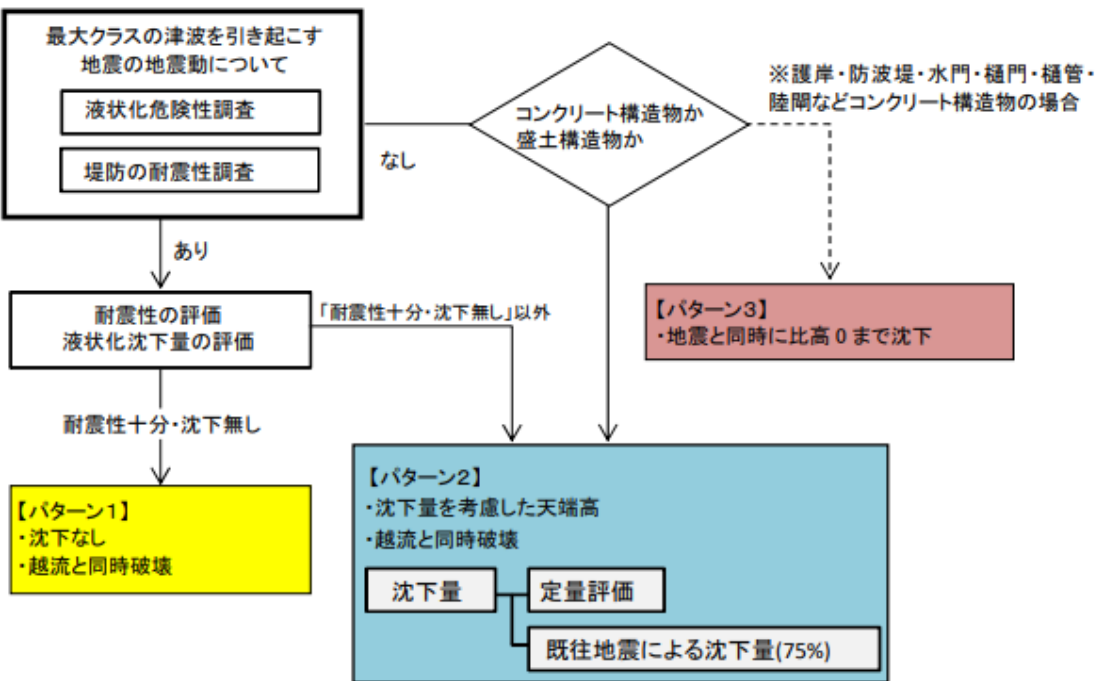 最大クラスの津波を引き起こす
地震の地震動について
液状化危険性調査
堤防の耐震性調査
なし
コンクリート構造物か
盛土構造物か
※護岸・防波堤・水門・樋門・樋管・
陸閘などコンクリート構造物の場合
あり
耐震性の評価
液状化沈下量の評価
「耐震性十分・沈下無し」以外
【パターン3】
・地震と同時に比高０まで沈下
耐震性十分・沈下無し
【パターン1】
・沈下なし
・越流と同時破壊
【パターン2】
・沈下量を考慮した天端高
・越流と同時破壊
沈下量
定量評価
既往地震による沈下量(75%)